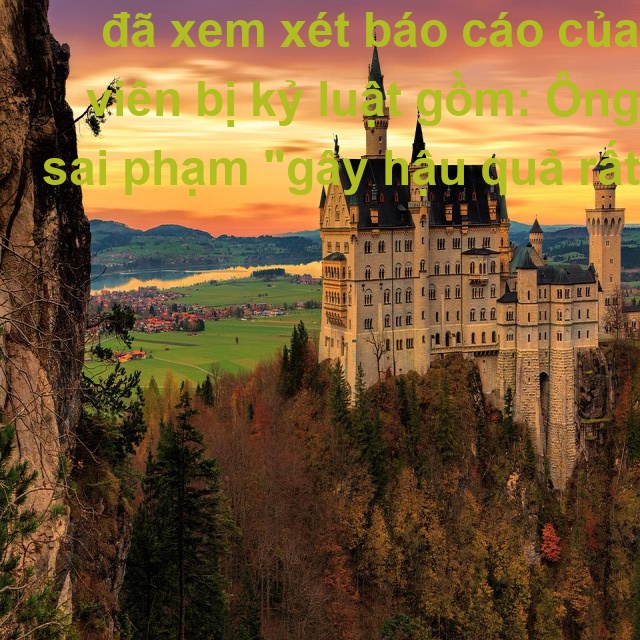 đã xem xét báo cáo của
viên bị kỷ luật gồm: Ông
sai phạm "gây hậu quả rất